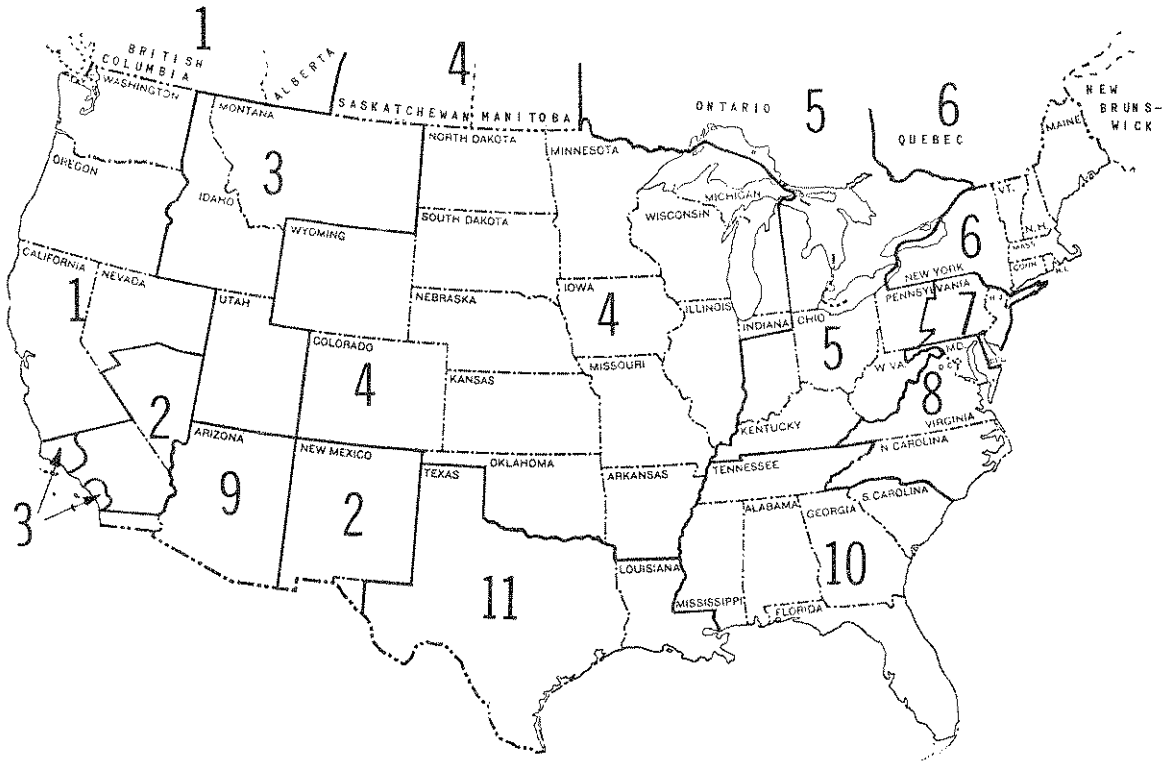 1
BRITISH
COLUMBIA
ALBERTA
4
SASKATCHEWAN MANITOBA
ONTARIO
5
6
QUEBEC
NEW
BRUNS-
WICK
WASHINGTON
MONTANA
NORTH DAKOTA
MINNESOTA
MAINE
OREGON
IDAHO
3
MICHIGAN
WISCONSIN
VT.
N.H.
SOUTH DAKOTA
WYOMING
6
MASS
CONN
R.I.
NEW YORK
CALIFORNIA
NEVADA
1
UTAH
NEBRASKA
IOWA
4
ILLINOIS
INDIANA
OHIO
5
PENNSYLVANIA
7
N.J.
COLORADO
4
KANSAS
MISSOURI
W VA.
MD.
DEL
D C
8
2
KENTUCKY
VIRGINIA
ARIZONA
NEW MEXICO
TEXAS
OKLAHOMA
ARKANSAS
TENNESSEE
N CAROLINA
9
2
3
ALABAMA
GEORGIA
S. CAROLINA
10
11
LOUISIANA
MISSISSIPPI
FLORIDA